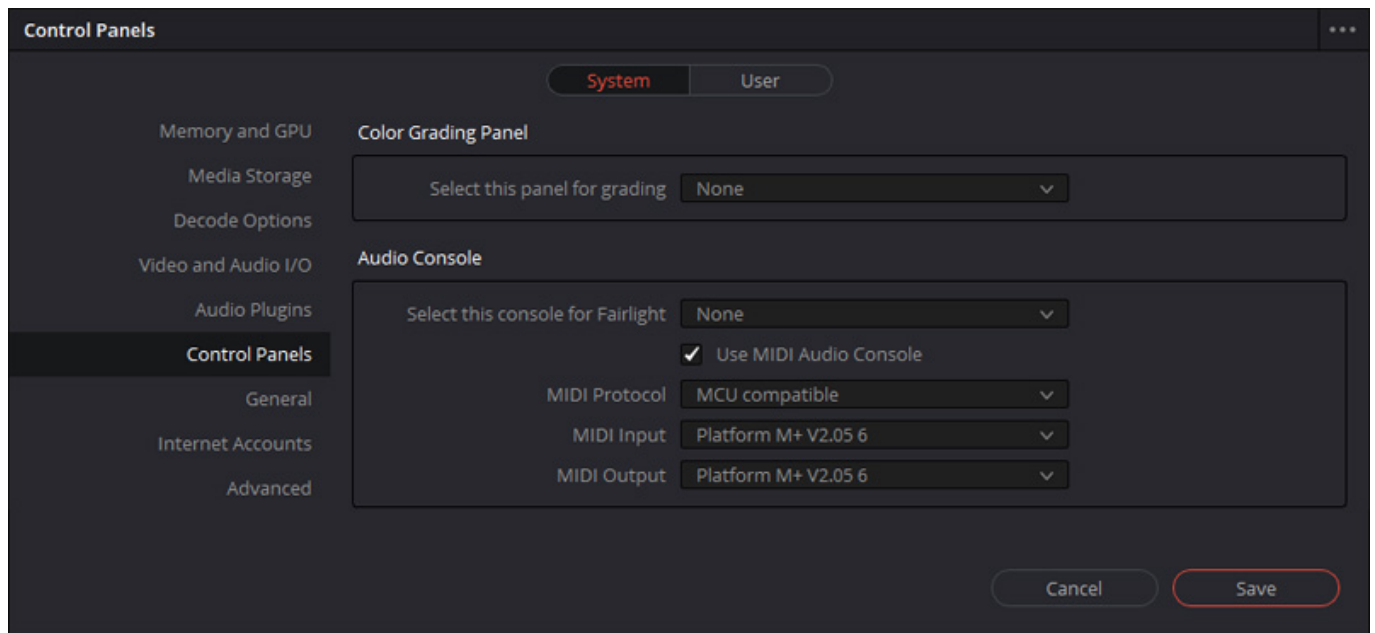 Control Panels
System User
Memory and GPU
Media Storage
Decode Options
Video and Audio I/O
Audio Plugins
Control Panels
General
Internet Accounts
Advanced
Color Grading Panel
Select this panel for grading None
Audio Console
Select this console for Fairlight None
Use MIDI Audio Console
MIDI Protocol MCU compatible
MIDI Input Platform M+ V2.05 6
MIDI Output Platform M+ V2.05 6
Cancel Save